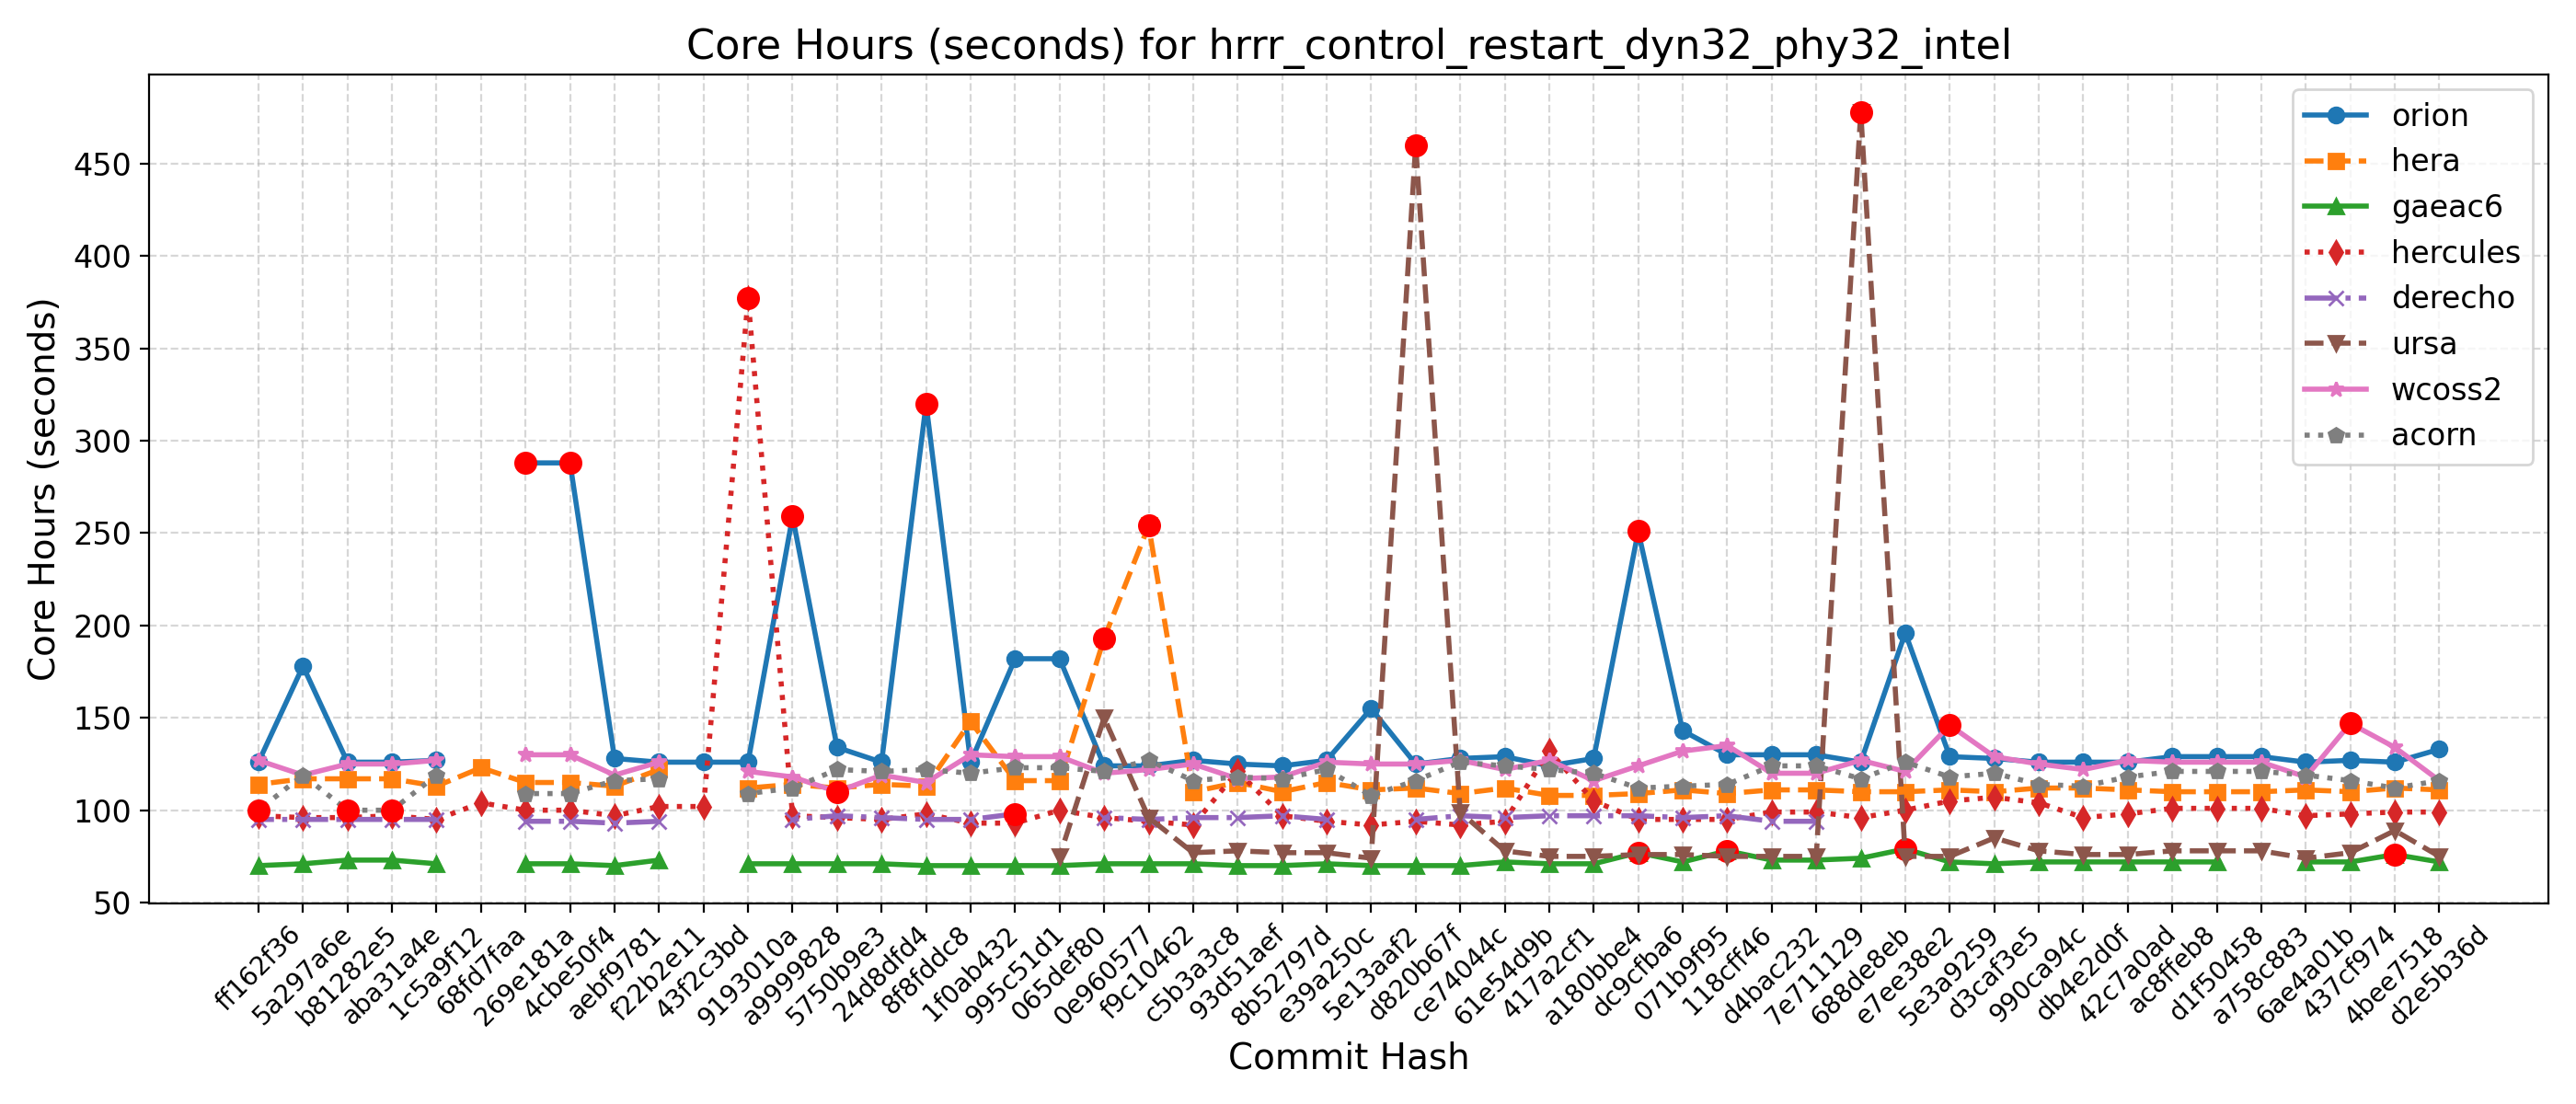 Core Hours (seconds) for hrrr_control_restart_dyn32_phy32_intel
Core Hours (seconds)
450
400
350
300
250
200
150
100
50
orion
hera
gaeac6
hercules
derecho
ursa
wcoss2
acorn
ff162f36
5a297a6e
b81282e5
aba31a4e
1c5a9f12
68fd7faa
269e181a
4cbe50f4
aebf9781
f22b2e11
43f2c3bd
9193010a
a9999828
5750b9e3
24d8dfd4
8f8fddc8
1f0ab432
995c51d1
065def80
0e960577
f9c10462
c5b3a3c8
93d51aef
8b52797d
e39a250c
5e13aaf2
d820b67f
ce74044c
61e54d9b
417a2cf1
a180bbe4
dc9cfba6
071b9f95
118cff46
d4bac232
7e711129
688de8eb
e7ee38e2
5e3a9259
d3caf3e5
990ca94c
db4e2d0f
42c7a0ad
ac8ffeb8
d1f50458
a758c883
6ae4a01b
437cf974
4bee7518
d2e5b36d
Commit Hash